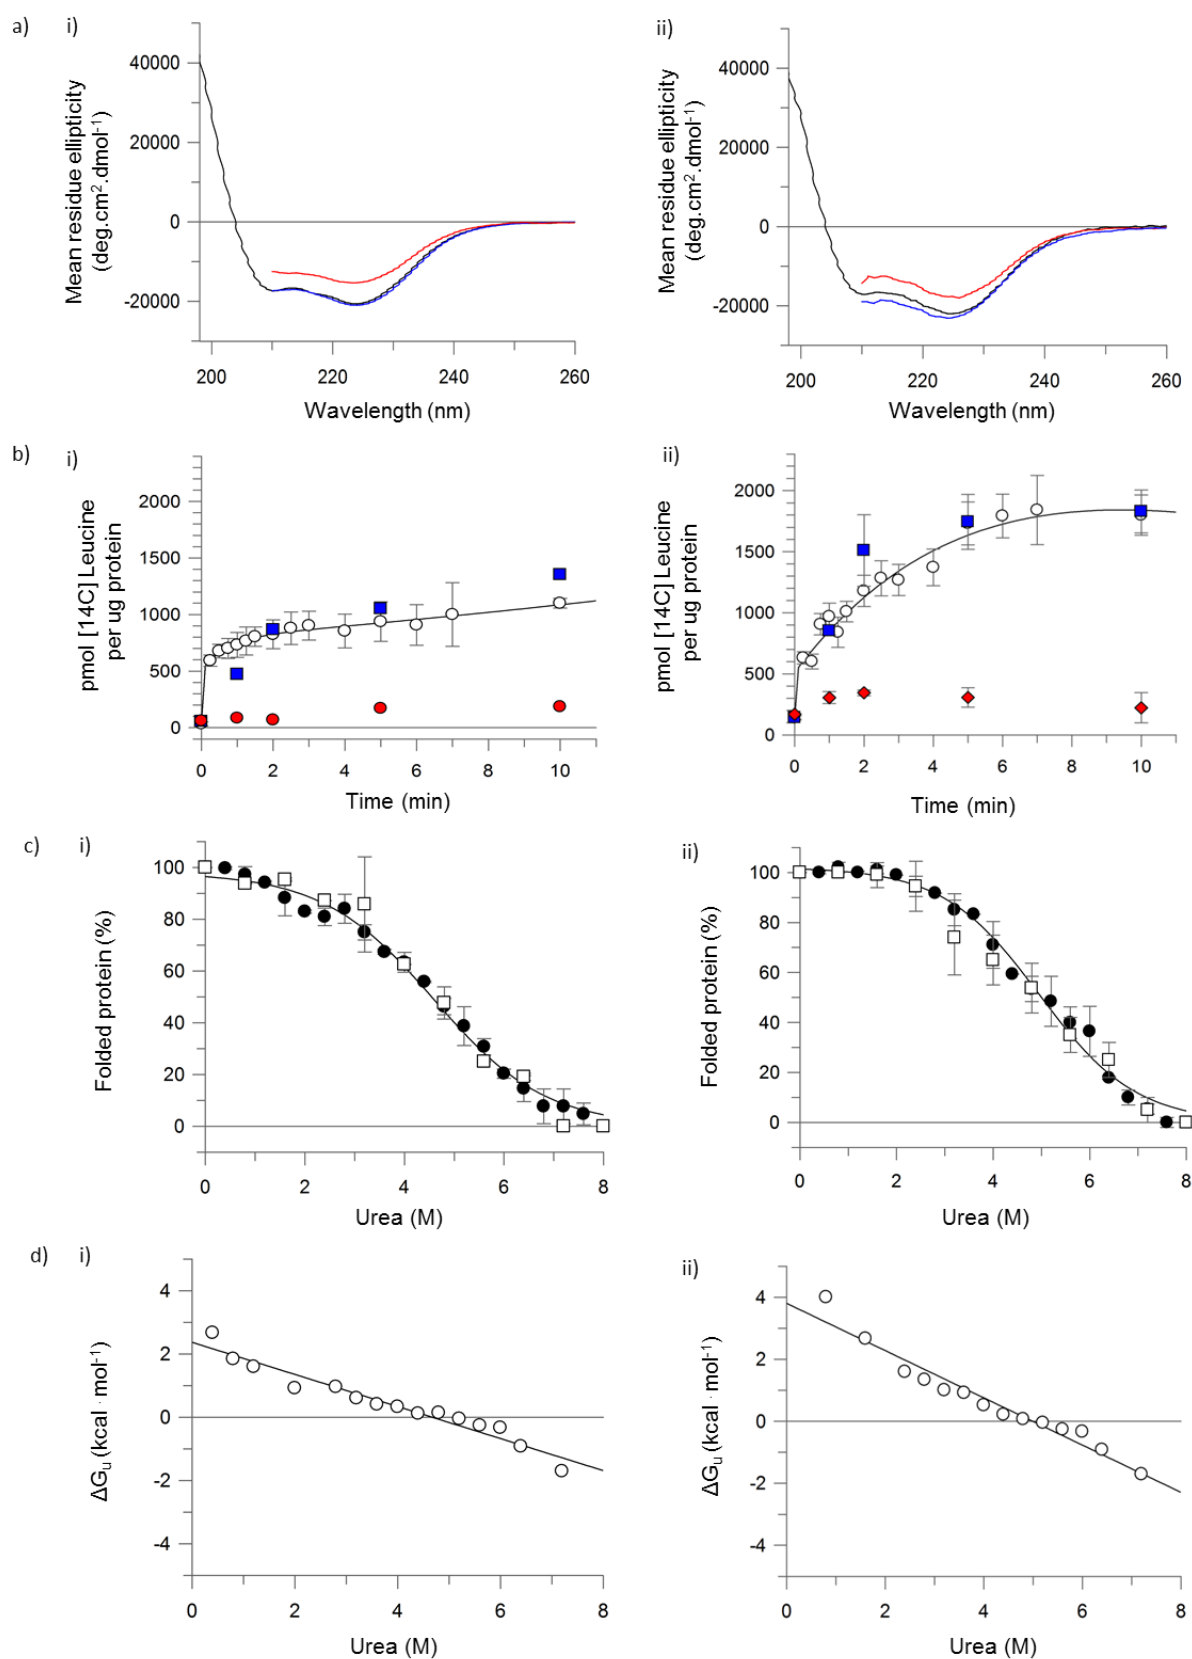 a) i)
Mean residue ellipticity
(deg.cm².dmol⁻¹)
40000
20000
0
-20000
200 220 240 260
Wavelength (nm)
ii)
Mean residue ellipticity
(deg.cm².dmol⁻¹)
40000
20000
0
-20000
200 220 240 260
Wavelength (nm)
b) i)
pmol [14C] Leucine
per ug protein
2000
1500
1000
500
0
0 2 4 6 8 10
Time (min)
ii)
pmol [14C] Leucine
per ug protein
2000
1500
1000
500
0
0 2 4 6 8 10
Time (min)
c) i)
Folded protein (%)
100
80
60
40
20
0
0 2 4 6 8
Urea (M)
ii)
Folded protein (%)
100
80
60
40
20
0
0 2 4 6 8
Urea (M)
d) i)
ΔGᵤ (kcal · mol⁻¹)
4
2
0
-2
-4
0 2 4 6 8
Urea (M)
ii)
ΔGᵤ (kcal · mol⁻¹)
4
2
0
-2
-4
0 2 4 6 8
Urea (M)